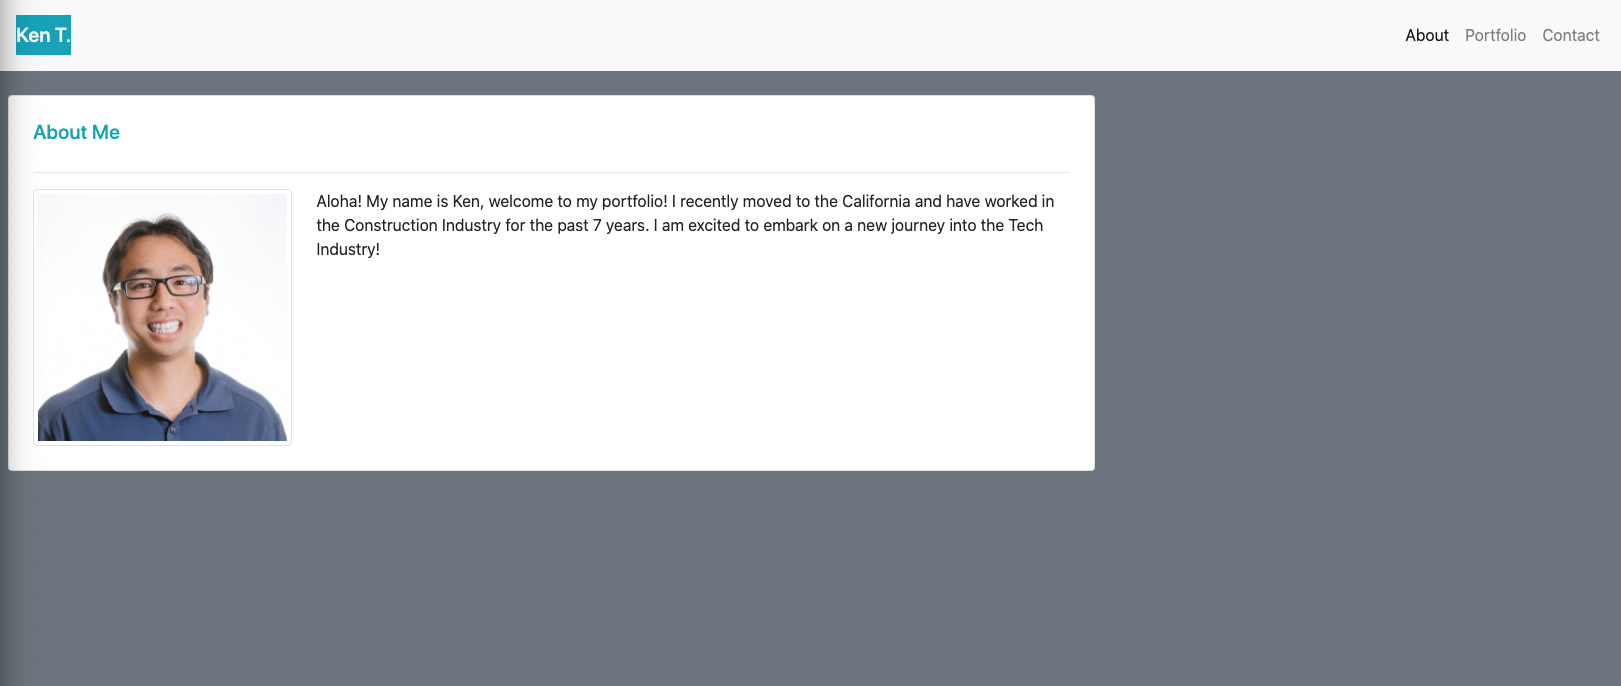 Ken T.
About Portfolio Contact
About Me
Aloha! My name is Ken, welcome to my portfolio! I recently moved to the California and have worked in
the Construction Industry for the past 7 years. I am excited to embark on a new journey into the Tech
Industry!